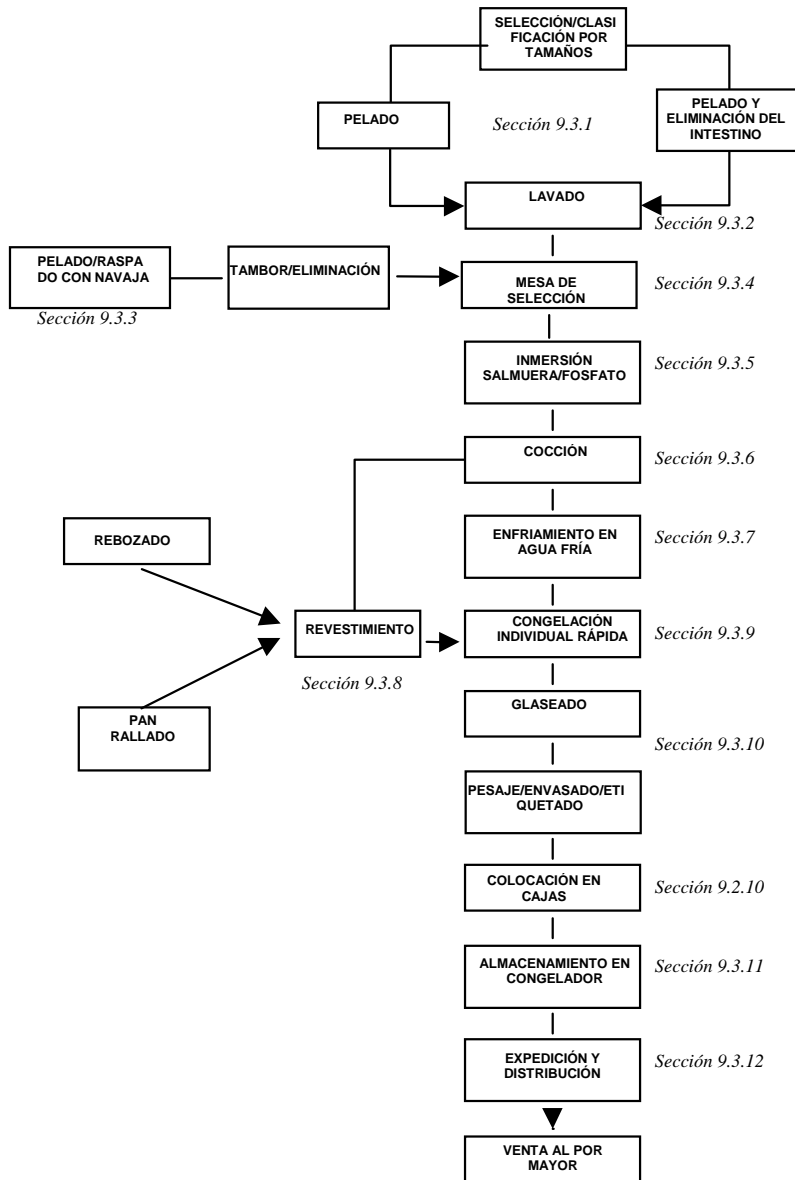 SELECCIÓN/CLASI
FICACIÓN POR
TAMAÑOS
PELADO
Sección 9.3.1
PELADO Y
ELIMINACIÓN DEL
INTESTINO
LAVADO
Sección 9.3.2
PELADO/RASPA
DO CON NAVAJA
TAMBOR/ELIMINACIÓN
MESA DE
SELECCIÓN
Sección 9.3.4
Sección 9.3.3
INMERSIÓN
SALMUERA/FOSFATO
Sección 9.3.5
COCCIÓN
Sección 9.3.6
REBOZADO
ENFRIAMIENTO EN
AGUA FRÍA
Sección 9.3.7
REVESTIMIENTO
CONGELACIÓN
INDIVIDUAL RÁPIDA
Sección 9.3.9
Sección 9.3.8
PAN
RALLADO
GLASEADO
Sección 9.3.10
PESAJE/ENVASADO/ETI
QUETADO
COLOCACIÓN EN
CAJAS
Sección 9.2.10
ALMACENAMIENTO EN
CONGELADOR
Sección 9.3.11
EXPEDICIÓN Y
DISTRIBUCIÓN
Sección 9.3.12
VENTA AL POR
MAYOR